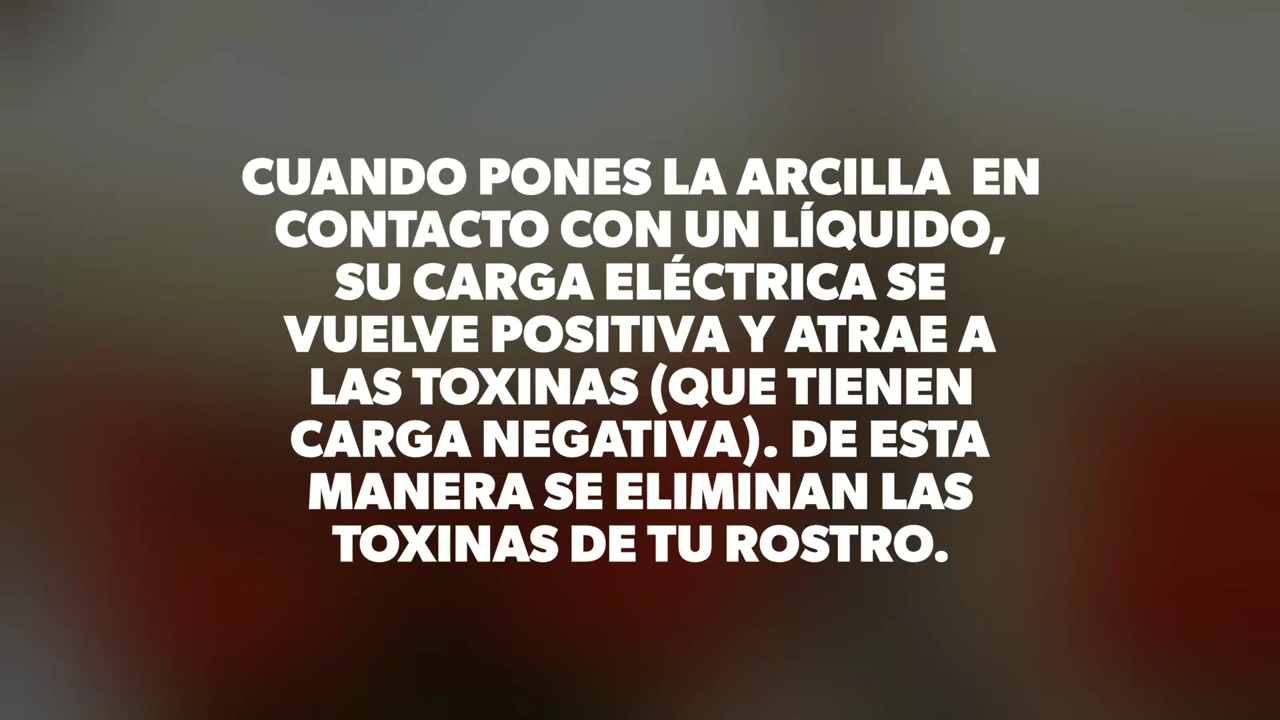 CUANDO PONES LA ARCILLA EN
CONTACTO CON UN LÍQUIDO,
SU CARGA ELÉCTRICA SE
VUELVE POSITIVA Y ATRAE A
LAS TOXINAS (QUE TIENEN
CARGA NEGATIVA). DE ESTA
MANERA SE ELIMINAN LAS
TOXINAS DE TU ROSTRO.